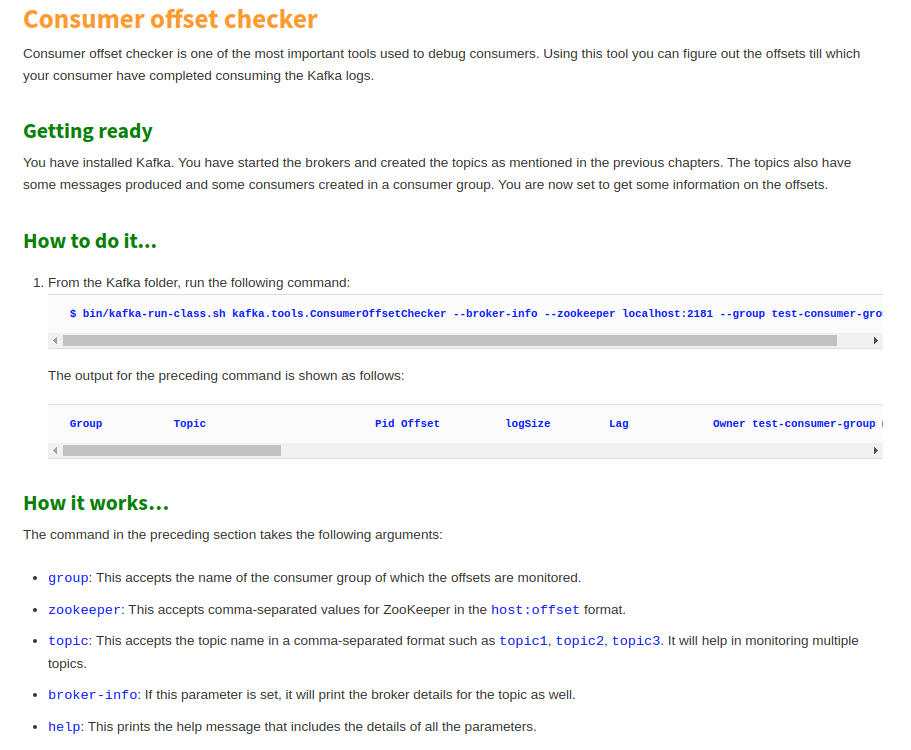 Consumer offset checker
Consumer offset checker is one of the most important tools used to debug consumers. Using this tool you can figure out the offsets till which
your consumer have completed consuming the Kafka logs.
Getting ready
You have installed Kafka. You have started the brokers and created the topics as mentioned in the previous chapters. The topics also have
some messages produced and some consumers created in a consumer group. You are now set to get some information on the offsets.
How to do it...
1. From the Kafka folder, run the following command:
$ bin/kafka-run-class.sh kafka.tools.ConsumerOffsetChecker --broker-info --zookeeper localhost:2181 --group test-consumer-gro
The output for the preceding command is shown as follows:
Group Topic Pid Offset logSize Lag Owner test-consumer-group
How it works...
The command in the preceding section takes the following arguments:
• group: This accepts the name of the consumer group of which the offsets are monitored.
• zookeeper: This accepts comma-separated values for ZooKeeper in the host:offset format.
• topic: This accepts the topic name in a comma-separated format such as topic1, topic2, topic3. It will help in monitoring multiple
topics.
• broker-info: If this parameter is set, it will print the broker details for the topic as well.
• help: This prints the help message that includes the details of all the parameters.